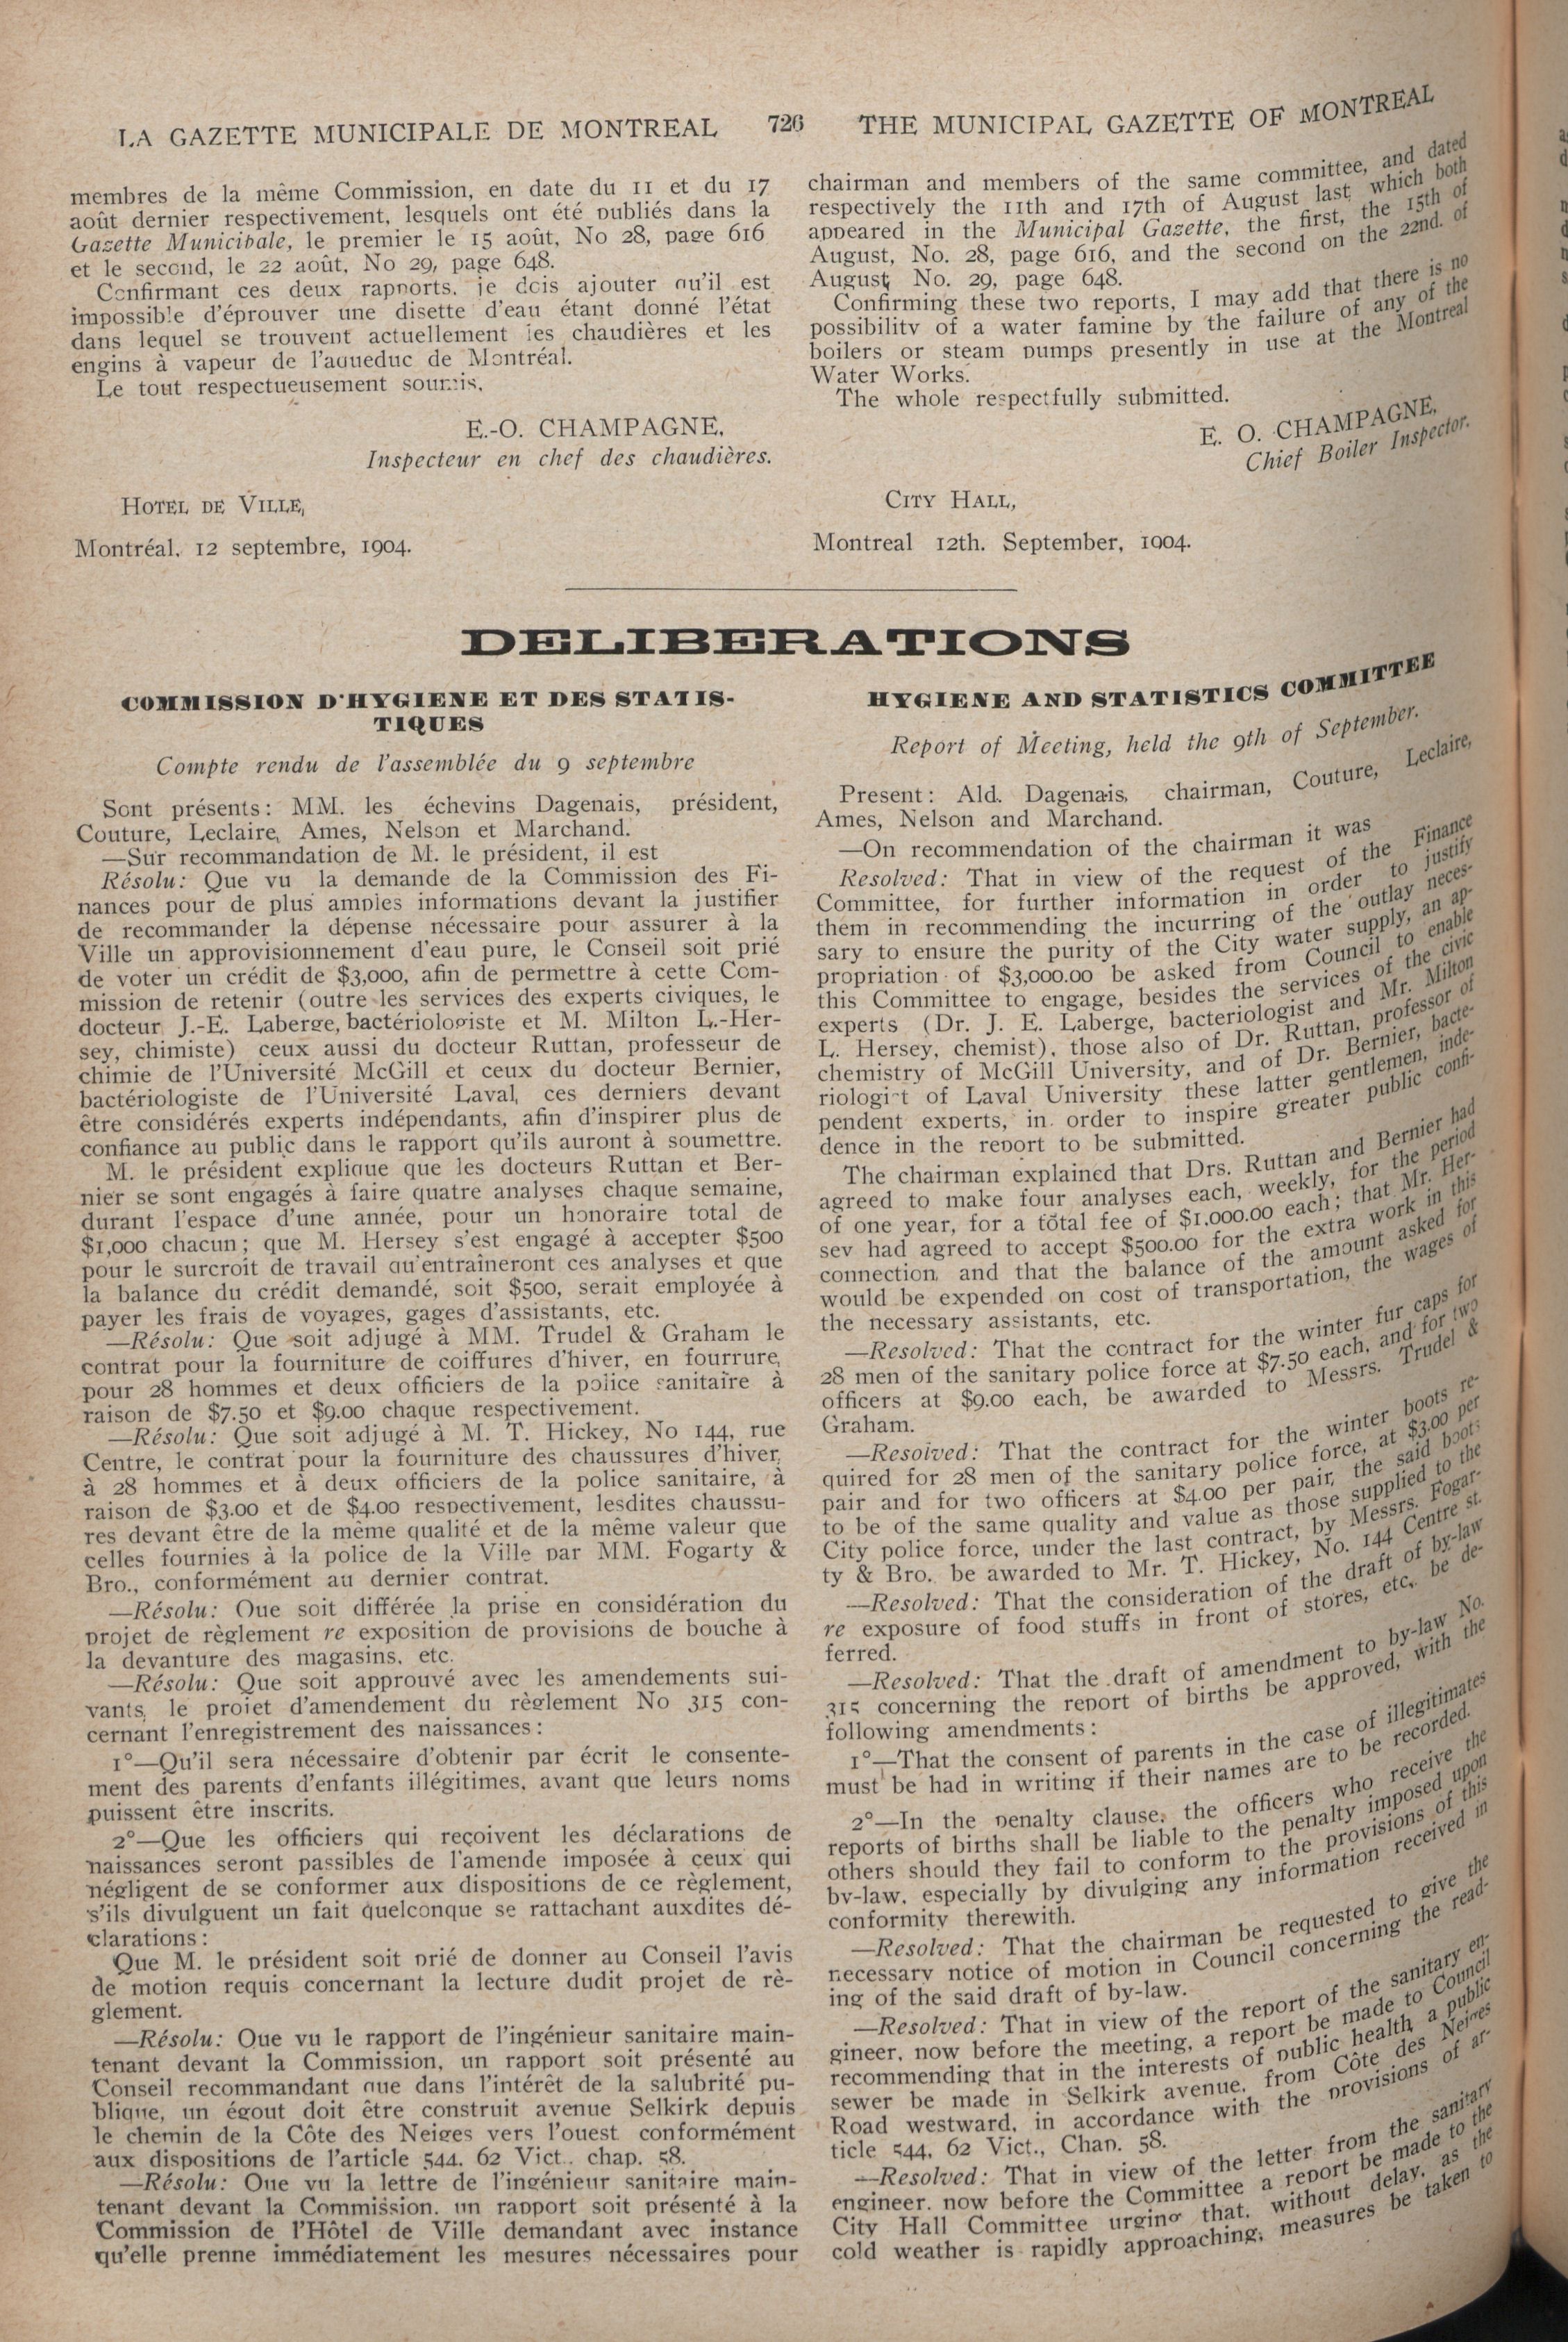 LA GAZETTE MUNICIPALE DE MONTREAL 726 THE MUNICIPAL GAZETTE OF MONTREAL
membres de la même Commission, en date du 11 et du 17
août dernier respectivement, lesquels ont été publiés dans la
Gazette Municipale, le premier le 15 août, No 28, page 616
et le second, le 22 août, No 29, page 648.
Confirmant ces deux rapports, je dois ajouter qu'il est
impossible d'éprouver une disette d'eau étant donné l'état
dans lequel se trouvent actuellement les chaudières et les
engins à vapeur de l'aqueduc de Montréal.
Le tout respectueusement soumis,
E.-O. CHAMPAGNE,
Inspecteur en chef des chaudières.
HOTEL DE VILLE,
Montréal, 12 septembre, 1904.
chairman and members of the same committee, and dated
respectively the 11th and 17th of August last, which both
appeared in the Municipal Gazette, the first, the 15th of
August, No. 28, page 616, and the second on the 22nd. of
August, No. 29, page 648.
Confirming these two reports, I may add that there is no
possibility of a water famine by the failure of any of the
boilers or steam pumps presently in use at the Montreal
Water Works.
The whole respectfully submitted.
E. O. CHAMPAGNE,
Chief Boiler Inspector.
CITY HALL,
Montreal 12th. September, 1904.
DELIBERATIONS
COMMISSION D'HYGIENE ET DES STATIS-
TIQUES
Compte rendu de l'assemblée du 9 septembre
Sont présents: MM. les échevins Dagenais, président,
Couture, Leclaire, Ames, Nelson et Marchand.
—Sur recommandation de M. le président, il est
Résolu: Que vu la demande de la Commission des Fi-
nances pour de plus amples informations devant la justifier
de recommander la dépense nécessaire pour assurer à la
Ville un approvisionnement d'eau pure, le Conseil soit prié
de voter un crédit de $3,000, afin de permettre à cette Com-
mission de retenir (outre les services des experts civiques, le
docteur J.-E. Laberge, bactériologiste et M. Milton L.-Her-
sey, chimiste) ceux aussi du docteur Ruttan, professeur de
chimie de l'Université McGill et ceux du docteur Bernier,
bactériologiste de l'Université Laval, ces derniers devant
être considérés experts indépendants, afin d'inspirer plus de
confiance au public dans le rapport qu'ils auront à soumettre.
M. le président explique que les docteurs Ruttan et Ber-
nier se sont engagés à faire quatre analyses chaque semaine,
durant l'espace d'une année, pour un honoraire total de
$1,000 chacun; que M. Hersey s'est engagé à accepter $500
pour le surcroit de travail qu'entraîneront ces analyses et que
la balance du crédit demandé, soit $500, serait employée à
payer les frais de voyages, gages d'assistants, etc.
—Résolu: Que soit adjugé à MM. Trudel & Graham le
contrat pour la fourniture de coiffures d'hiver, en fourrure,
pour 28 hommes et deux officiers de la police sanitaire à
raison de $7.50 et $9.00 chaque respectivement.
—Résolu: Que soit adjugé à M. T. Hickey, No 144, rue
Centre, le contrat pour la fourniture des chaussures d'hiver,
à 28 hommes et à deux officiers de la police sanitaire, à
raison de $3.00 et de $4.00 respectivement, lesdites chaussu-
res devant être de la même qualité et de la même valeur que
celles fournies à la police de la Ville par MM. Fogarty &
Bro., conformément au dernier contrat.
—Résolu: Que soit différée la prise en considération du
projet de règlement re exposition de provisions de bouche à
la devanture des magasins, etc.
—Résolu: Que soit approuvé avec les amendements sui-
vants, le projet d'amendement du règlement No 315 con-
cernant l'enregistrement des naissances:
1°—Qu'il sera nécessaire d'obtenir par écrit le consente-
ment des parents d'enfants illégitimes, avant que leurs noms
puissent être inscrits.
2°—Que les officiers qui reçoivent les déclarations de
naissances seront passibles de l'amende imposée à ceux qui
négligent de se conformer aux dispositions de ce règlement,
s'ils divulguent un fait quelconque se rattachant auxdites dé-
clarations:
Que M. le président soit prié de donner au Conseil l'avis
de motion requis concernant la lecture dudit projet de rè-
glement.
—Résolu: Que vu le rapport de l'ingénieur sanitaire main-
tenant devant la Commission, un rapport soit présenté au
Conseil recommandant que dans l'intérêt de la salubrité pu-
blique, un égout doit être construit avenue Selkirk depuis
le chemin de la Côte des Neiges vers l'ouest conformément
aux dispositions de l'article 544, 62 Vict., chap. 58.
—Résolu: Que vu la lettre de l'ingénieur sanitaire main-
tenant devant la Commission, un rapport soit présenté à la
Commission de l'Hôtel de Ville demandant avec instance
qu'elle prenne immédiatement les mesures nécessaires pour
HYGIENE AND STATISTICS COMMITTEE
Report of Meeting, held the 9th of September.
Present: Ald. Dagenais, chairman, Couture, Leclaire,
Ames, Nelson and Marchand.
—On recommendation of the chairman it was
Resolved: That in view of the request of the Finance
Committee, for further information in order to justify
them in recommending the incurring of the outlay neces-
sary to ensure the purity of the City water supply, an ap-
propriation of $3,000.00 be asked from Council to enable
this Committee to engage, besides the services of the civic
experts (Dr. J. E. Laberge, bacteriologist and Mr. Milton
L. Hersey, chemist), those also of Dr. Ruttan, professor of
chemistry of McGill University, and of Dr. Bernier, bacte-
riologist of Laval University these latter gentlemen, inde-
pendent experts, in order to inspire greater public confi-
dence in the report to be submitted.
The chairman explained that Drs. Ruttan and Bernier had
agreed to make four analyses each, weekly, for the period
of one year, for a total fee of $1,000.00 each; that Mr. Her-
sey had agreed to accept $500.00 for the extra work in this
connection, and that the balance of the amount asked for
would be expended on cost of transportation, the wages of
the necessary assistants, etc.
—Resolved: That the contract for the winter fur caps for
28 men of the sanitary police force at $7.50 each, and for two
officers at $9.00 each, be awarded to Messrs. Trudel &
Graham.
—Resolved: That the contract for the winter boots re-
quired for 28 men of the sanitary police force, at $3.00 per
pair and for two officers at $4.00 per pair, the said boots
to be of the same quality and value as those supplied to the
City police force, under the last contract, by Messrs. Fogar-
ty & Bro. be awarded to Mr. T. Hickey, No. 144 Centre st.
—Resolved: That the consideration of the draft of by-law
re exposure of food stuffs in front of stores, etc., be de-
ferred.
—Resolved: That the draft of amendment to by-law No.
315 concerning the report of births be approved, with the
following amendments:
1°—That the consent of parents in the case of illegitimates
must be had in writing if their names are to be recorded.
2°—In the penalty clause, the officers who receive the
reports of births shall be liable to the penalty imposed upon
others should they fail to conform to the provisions of this
by-law, especially by divulging any information received in
conformity therewith.
—Resolved: That the chairman be requested to give the
necessary notice of motion in Council concerning the read-
ing of the said draft of by-law.
—Resolved: That in view of the report of the sanitary en-
gineer, now before the meeting, a report be made to Council
recommending that in the interests of public health, a public
sewer be made in Selkirk avenue, from Côte des Neiges
Road westward, in accordance with the provisions of ar-
ticle 544, 62 Vict., Chap. 58.
—Resolved: That in view of the letter from the sanitary
engineer, now before the Committee a report be made to the
City Hall Committee urging that, without delay, as the
cold weather is rapidly approaching, measures be taken to